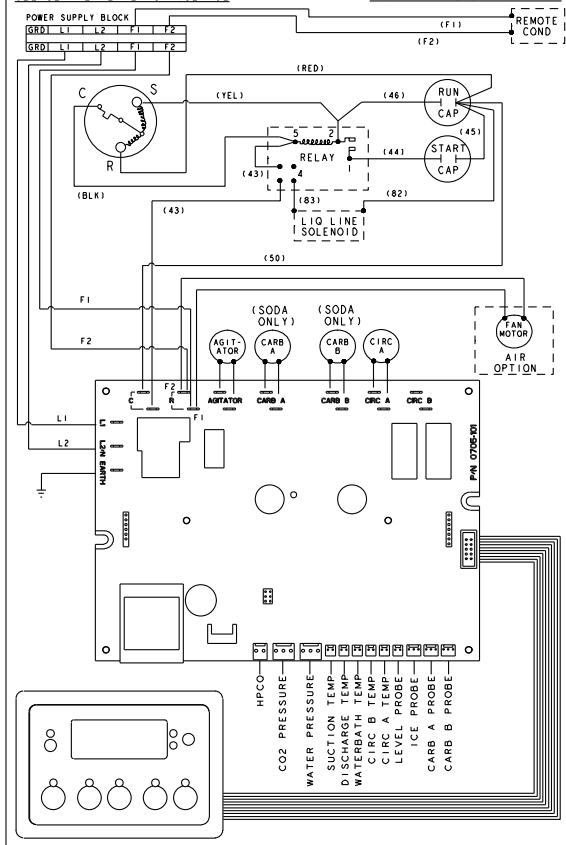 POWER SUPPLY BLOCK
GRD L1 L2 F1 F2
GRD L1 L2 F1 F2
(F1)
(F2)
REMOTE
COND
(RED)
C
S
R
(YEL)
(46)
RUN
CAP
(45)
5
2
RELAY
(44)
START
CAP
(43)
4
(BLK)
(43)
(83)
(82)
LIQ LINE
SOLENOID
(50)
F1
F2
(SODA
ONLY)
(SODA
ONLY)
AGIT-
ATOR
CARB
A
CARB
B
CIRC
A
FAN
MOTOR
AIR
OPTION
F2
C
R
AGITATOR
CARB A
CARB B
CIRC A
CIRC B
F1
L1
L1
L2
L2/N
EARTH
P/N 0705-101
HPCO
CO2 PRESSURE
WATER PRESSURE
SUCTION TEMP
DISCHARGE TEMP
WATERBATH TEMP
CIRC B TEMP
CIRC A TEMP
LEVEL PROBE
ICE PROBE
CARB A PROBE
CARB B PROBE